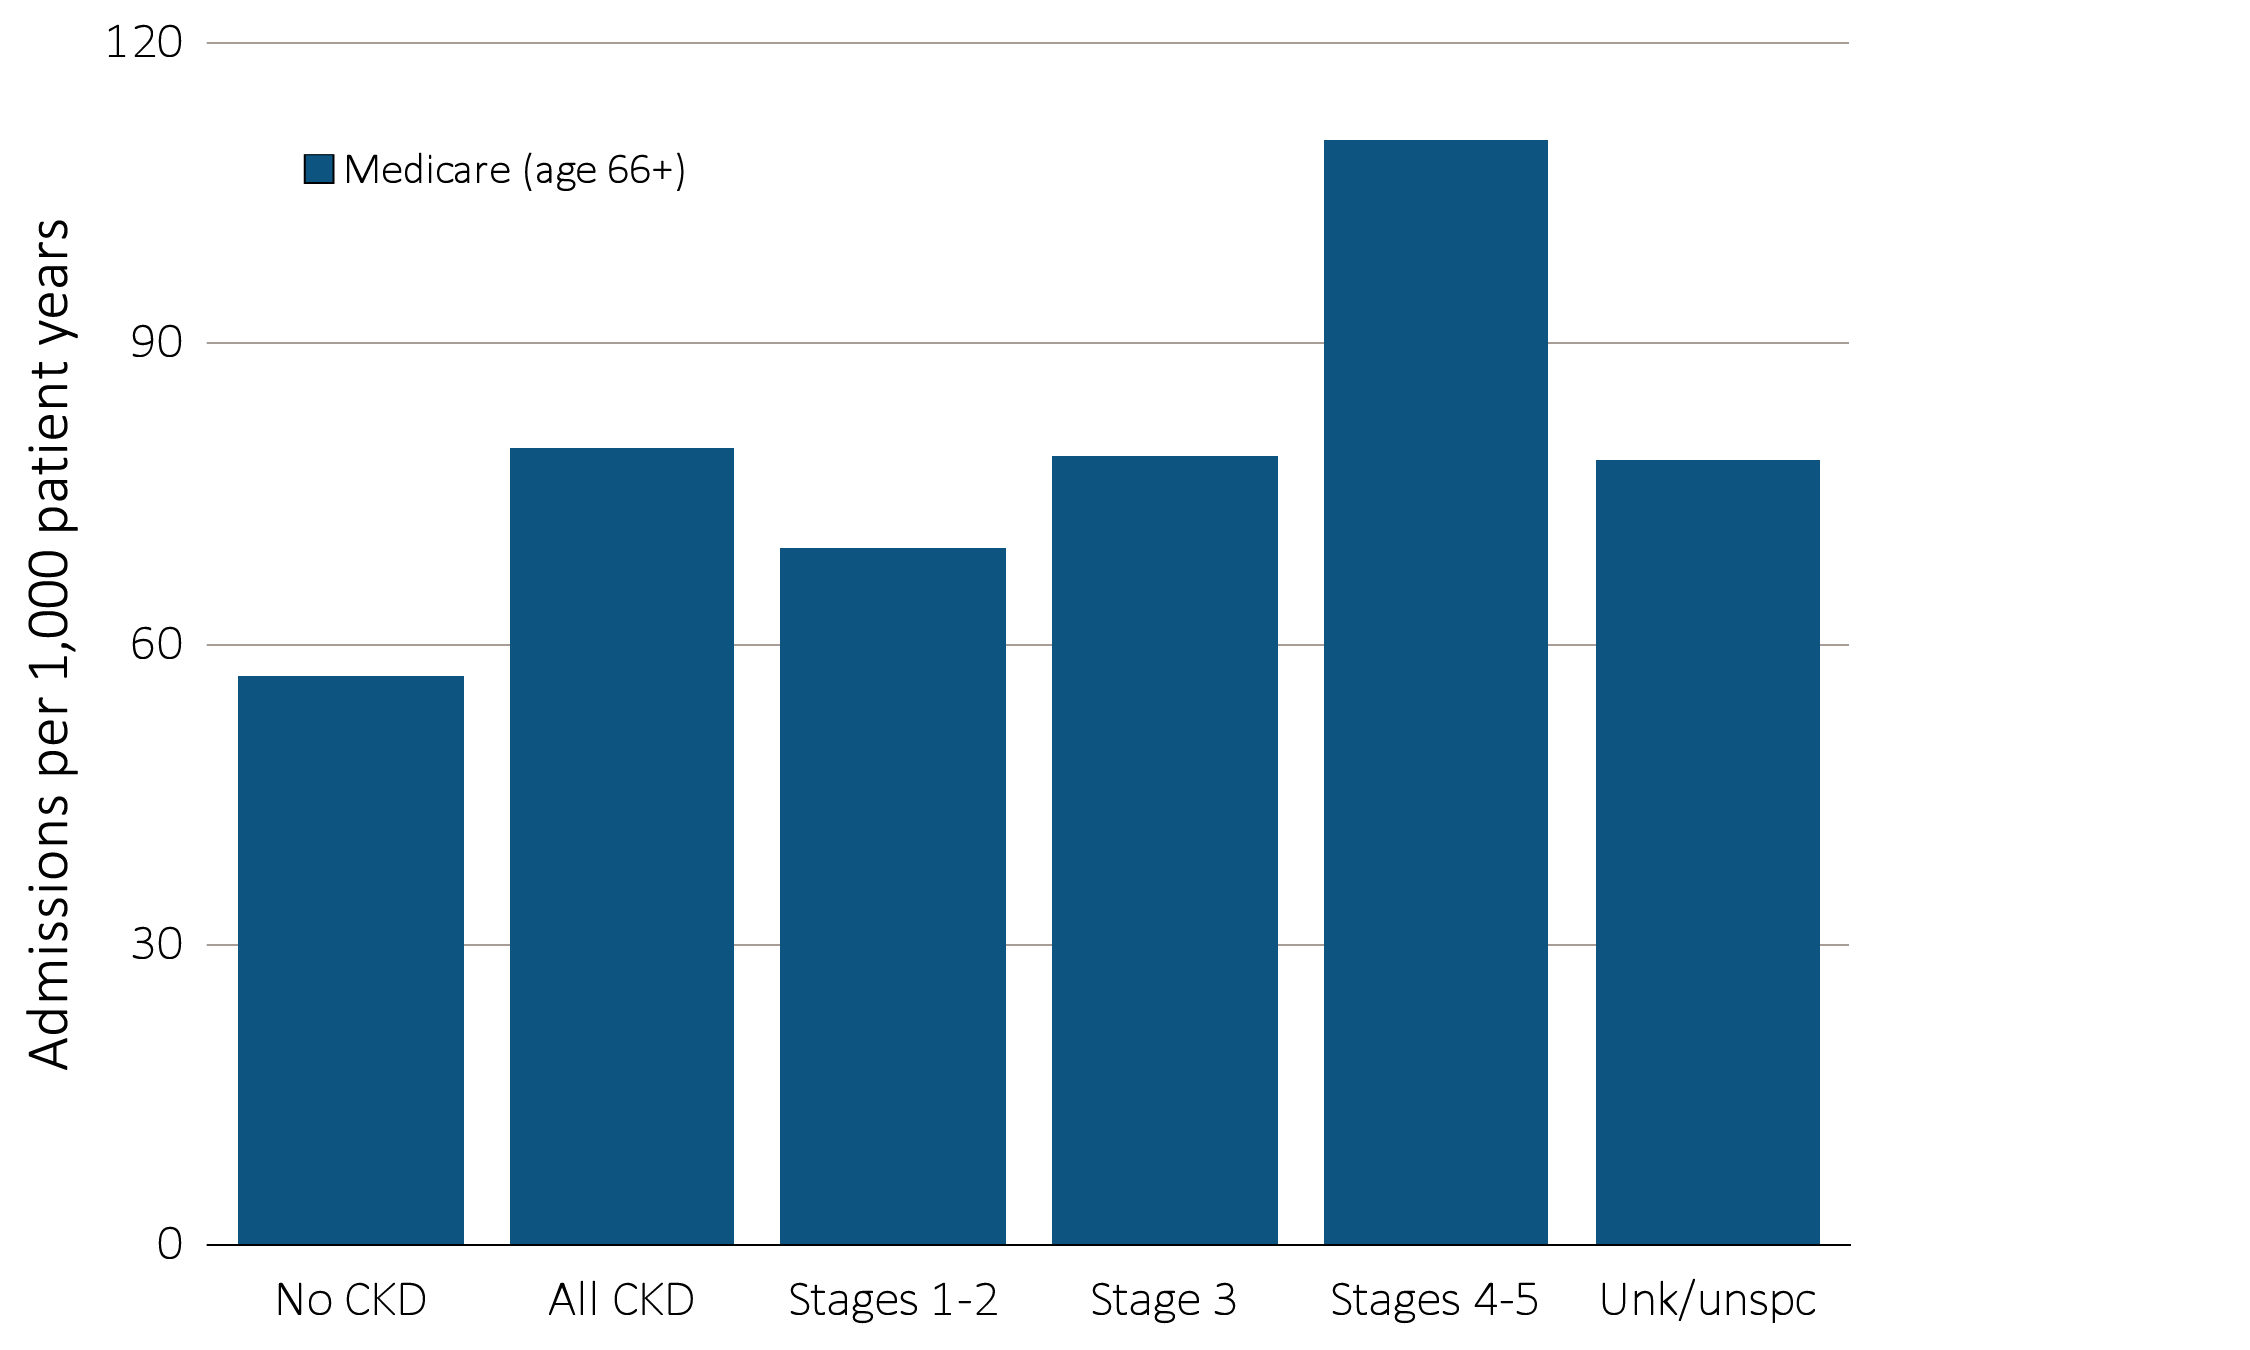 120
Medicare (age 66+)
Admissions per 1,000 patient years
90
60
30
0
No CKD
All CKD
Stages 1-2
Stage 3
Stages 4-5
Unk/unspc